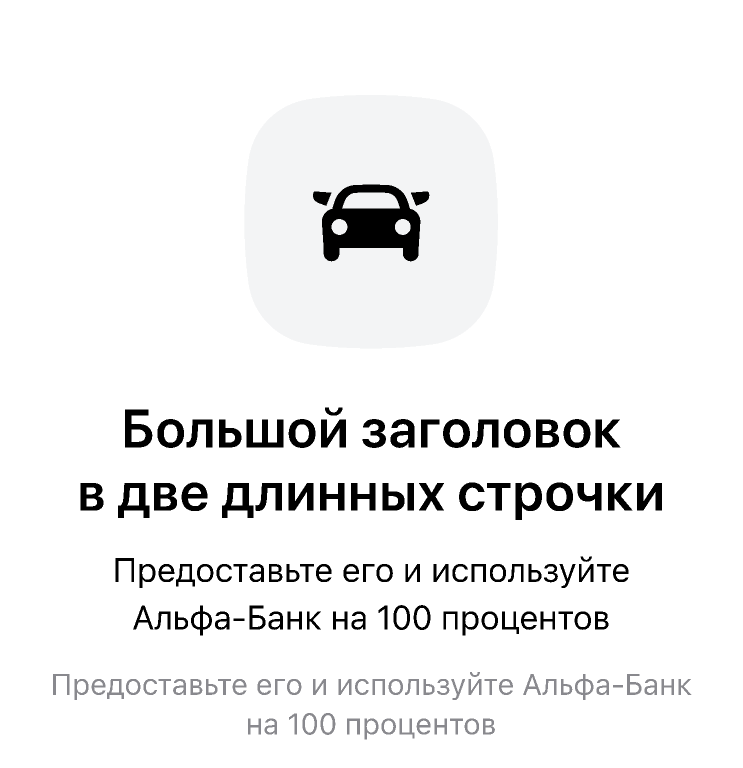 Большой заголовок
в две длинных строчки
Предоставьте его и используйте
Альфа-Банк на 100 процентов
Предоставьте его и используйте Альфа-Банк
на 100 процентов